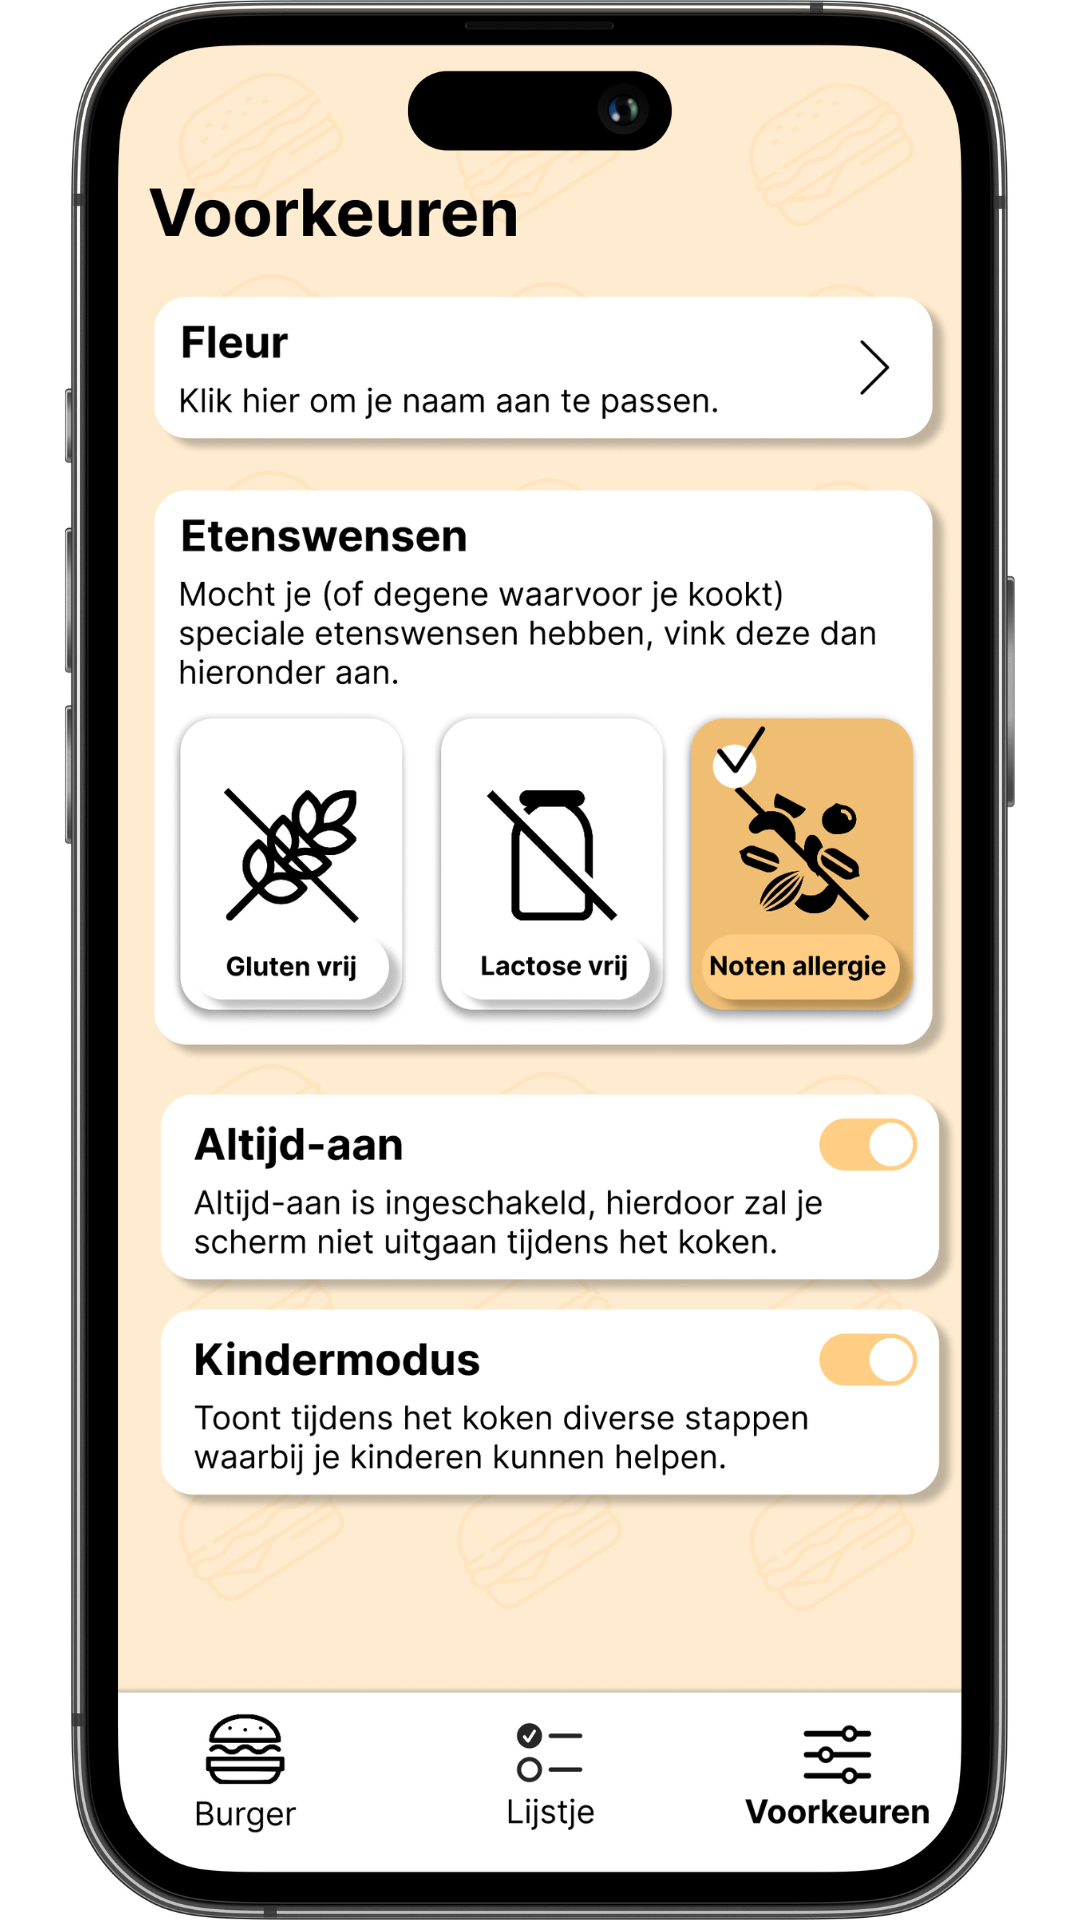 Voorkeuren
Fleur
Klik hier om je naam aan te passen.
Etenswensen
Mocht je (of degene waarvoor je kookt)
speciale etenswensen hebben, vink deze dan
hieronder aan.
Gluten vrij
Lactose vrij
Noten allergie
Altijd-aan
Altijd-aan is ingeschakeld, hierdoor zal je
scherm niet uitgaan tijdens het koken.
Kindermodus
Toont tijdens het koken diverse stappen
waarbij je kinderen kunnen helpen.
Burger
Lijstje
Voorkeuren